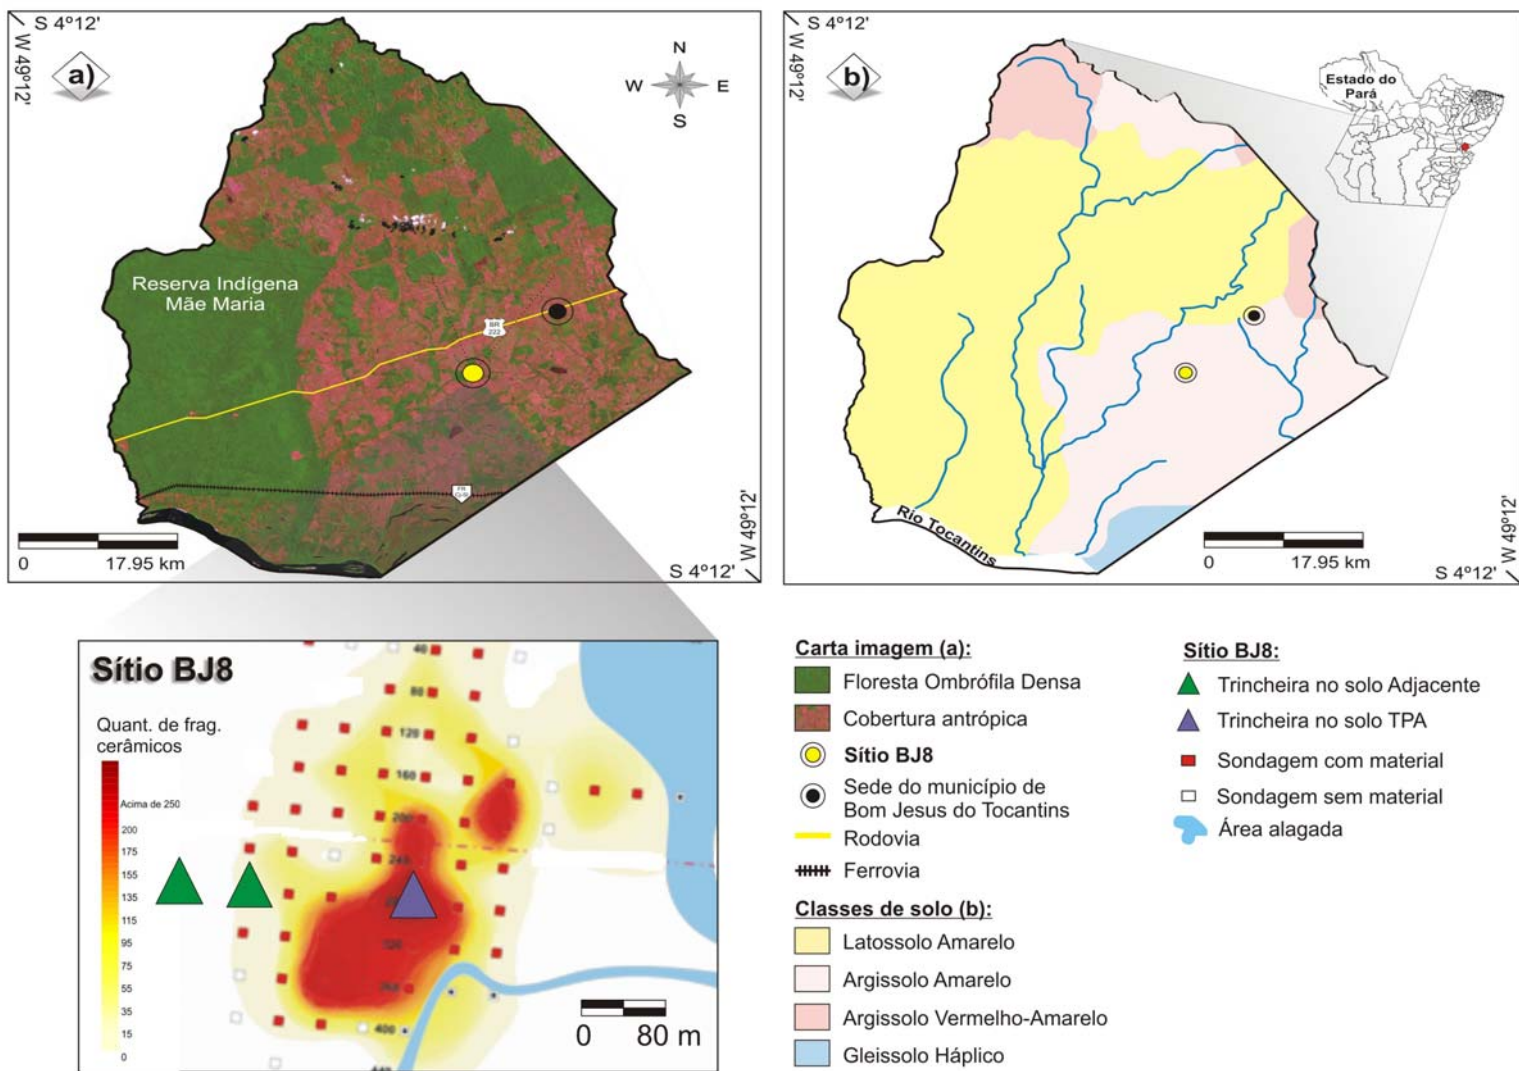 S 4º12'
W 49º12'
a)
N
W
E
S
Reserva Indígena
Mãe Maria
BR
222
0
17.95 km
W 49º12'
S 4º12'
S 4º12'
W 49º12'
b)
Estado do
Pará
Rio Tocantins
0
17.95 km
W 49º12'
S 4º12'
Sítio BJ8
Quant. de frag.
cerâmicos
Acima de 250
200
175
155
135
115
95
75
55
35
15
0
40
80
120
160
200
240
400
0
80 m
Carta imagem (a):
Floresta Ombrófila Densa
Cobertura antrópica
Sítio BJ8
Sede do município de
Bom Jesus do Tocantins
Rodovia
Ferrovia
Classes de solo (b):
Latossolo Amarelo
Argissolo Amarelo
Argissolo Vermelho-Amarelo
Gleissolo Háplico
Sítio BJ8:
Trincheira no solo Adjacente
Trincheira no solo TPA
Sondagem com material
Sondagem sem material
Área alagada